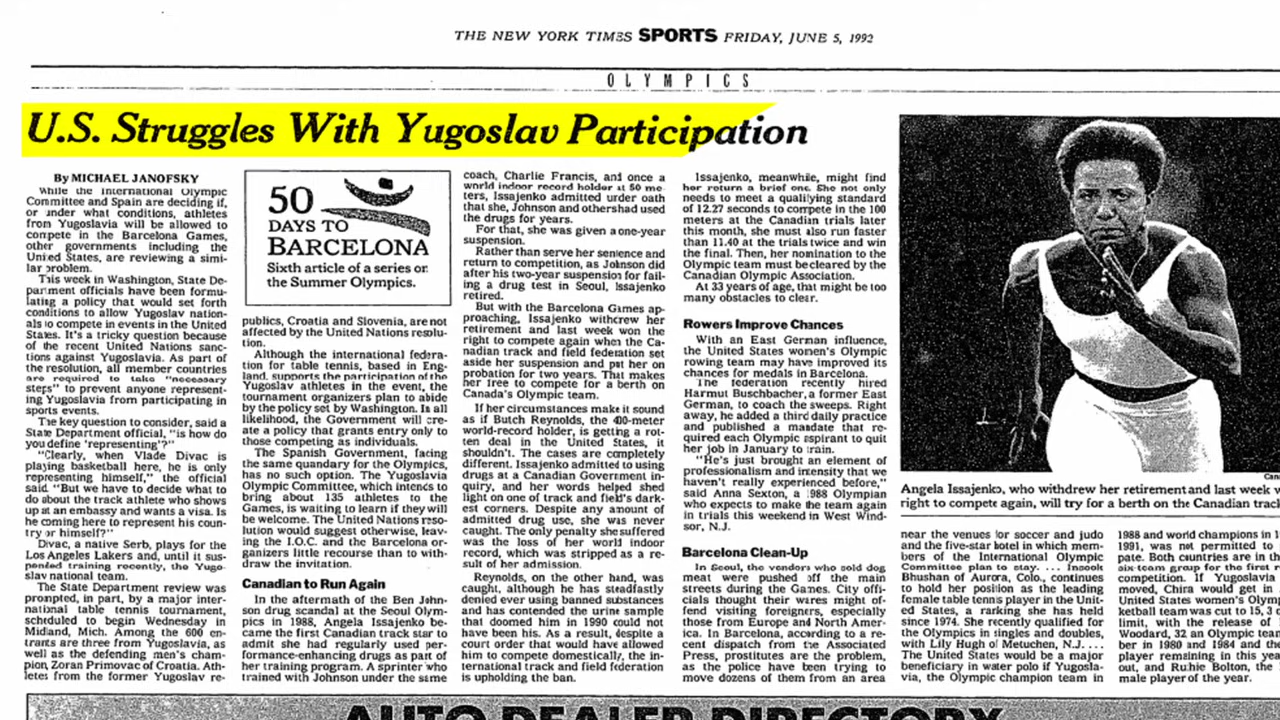 THE NEW YORK TIMES SPORTS FRIDAY, JUNE 5, 1992
OLYMPICS
U.S. Struggles With Yugoslav Participation
By MICHAEL JANOFSKY
While the International Olympic
Committee and Spain are deciding if,
or under what conditions, athletes
from Yugoslavia will be allowed to
compete in the Barcelona Games,
other governments including the
United States, are reviewing a simi-
lar problem.
This week in Washington, State De-
partment officials have been formu-
lating a policy that would set forth
conditions to allow Yugoslav nation-
als to compete in events in the United
States. It's a tricky question because
of the recent United Nations sanc-
tions against Yugoslavia. As part of
the resolution, all member countries
are required to take "necessary
steps" to prevent anyone represent-
ing Yugoslavia from participating in
sports events.
The key question to consider, said a
State Department official, "is how do
you define 'representing'?"
"Clearly, when Vlade Divac is
playing basketball here, he is only
representing himself," the official
said. "But we have to decide what to
do about the track athlete who shows
up at an embassy and wants a visa. Is
he coming here to represent his coun-
try or himself?"
Divac, a native Serb, plays for the
Los Angeles Lakers and, until it sus-
pended training recently, the Yugo-
slav national team.
The State Department review was
prompted, in part, by a major inter-
national table tennis tournament,
scheduled to begin Wednesday in
Midland, Mich. Among the 600 en-
trants are three from Yugoslavia, as
well as the defending men's cham-
pion, Zoran Primovac of Croatia. Ath-
letes from the former Yugoslav re-
50
DAYS TO
BARCELONA
Sixth article of a series on
the Summer Olympics.
publics, Croatia and Slovenia, are not
affected by the United Nations resolu-
tion.
Although the international federa-
tion for table tennis, based in Eng-
land, supports the participation of the
Yugoslav athletes in the event, the
tournament organizers plan to abide
by the policy set by Washington. In all
likelihood, the Government will cre-
ate a policy that grants entry only to
those competing as individuals.
The Spanish Government, facing
the same quandary for the Olympics,
has no such option. The Yugoslavia
Olympic Committee, which intends to
bring about 135 athletes to the
Games, is waiting to learn if they will
be welcome. The United Nations reso-
lution would suggest otherwise, leav-
ing the I.O.C. and the Barcelona or-
ganizers little recourse than to with-
draw the invitation.
Canadian to Run Again
In the aftermath of the Ben John-
son drug scandal at the Seoul Olym-
pics in 1988, Angela Issajenko be-
came the first Canadian track star to
admit she had regularly used per-
formance-enhancing drugs as part of
her training program. A sprinter who
trained with Johnson under the same
coach, Charlie Francis, and once a
world indoor record holder at 50 me-
ters, Issajenko admitted under oath
that she, Johnson and others had used
the drugs for years.
For that, she was given a one-year
suspension.
Rather than serve her sentence and
return to competition, as Johnson did
after his two-year suspension for fail-
ing a drug test in Seoul, Issajenko
retired.
But with the Barcelona Games ap-
proaching, Issajenko withdrew her
retirement and last week won the
right to compete again when the Ca-
nadian track and field federation set
aside her suspension and put her on
probation for two years. That makes
her free to compete for a berth on
Canada's Olympic team.
If her circumstances make it sound
as if Butch Reynolds, the 400-meter
world-record holder, is getting a rot-
ten deal in the United States, it
shouldn't. The cases are completely
different. Issajenko admitted to using
drugs at a Canadian Government in-
quiry, and her words helped shed
light on one of track and field's dark-
est corners. Despite any amount of
admitted drug use, she was never
caught. The only penalty she suffered
was the loss of her world indoor
record, which was stripped as a re-
sult of her admission.
Reynolds, on the other hand, was
caught, although he has steadfastly
denied ever using banned substances
and has contended the urine sample
that doomed him in 1990 could not
have been his. As a result, despite a
court order that would have allowed
him to compete domestically, the in-
ternational track and field federation
is upholding the ban.
Issajenko, meanwhile, might find
her return a brief one. She not only
needs to meet a qualifying standard
of 12.27 seconds to compete in the 100
meters at the Canadian trials later
this month, she must also run faster
than 11.40 at the trials twice and win
the final. Then, her nomination to the
Olympic team must be cleared by the
Canadian Olympic Association.
At 33 years of age, that might be too
many obstacles to clear.
Rowers Improve Chances
With an East German influence,
the United States women's Olympic
rowing team may have improved its
chances for medals in Barcelona.
The federation recently hired
Harmut Buschbacher, a former East
German, to coach the sweeps. Right
away, he added a third daily practice
and published a mandate that re-
quired each Olympic aspirant to quit
her job in January to train.
"He's just brought an element of
professionalism and intensity that we
haven't really experienced before,"
said Anna Sexton, a 1988 Olympian
who expects to make the team again
in trials this weekend in West Wind-
sor, N.J.
Barcelona Clean-Up
In Seoul, the vendors who sold dog
meat were pushed off the main
streets during the Games. City offi-
cials thought their wares might of-
fend visiting foreigners, especially
those from Europe and North Amer-
ica. In Barcelona, according to a re-
cent dispatch from the Associated
Press, prostitutes are the problem,
as the police have been trying to
move dozens of them from an area
Can
Angela Issajenko, who withdrew her retirement and last week w
right to compete again, will try for a berth on the Canadian track
near the venues for soccer and judo
and the five-star hotel in which mem-
bers of the International Olympic
Committee plan to stay. ... Insook
Bhushan of Aurora, Colo., continues
to hold her position as the leading
female table tennis player in the Unit-
ed States, a ranking she has held
since 1974. She recently qualified for
the Olympics in singles and doubles,
with Lily Hugh of Metuchen, N.J. ...
The United States would be a major
beneficiary in water polo if Yugosla-
via, the Olympic champion team in
1988 and world champions in 1
1991, was not permitted to
pate. Both countries are in th
six-team group for the first r
competition. If Yugoslavia
moved, China would get in
United States women's Olym
ketball team was cut to 15, 3 o
limit, with the release of
Woodard, 32 an Olympic tea
ber in 1980 and 1984 and the
player remaining in this yea
out, and Ruthie Bolton, the
male player of the year.
AUTO DEALER DIRECTORY